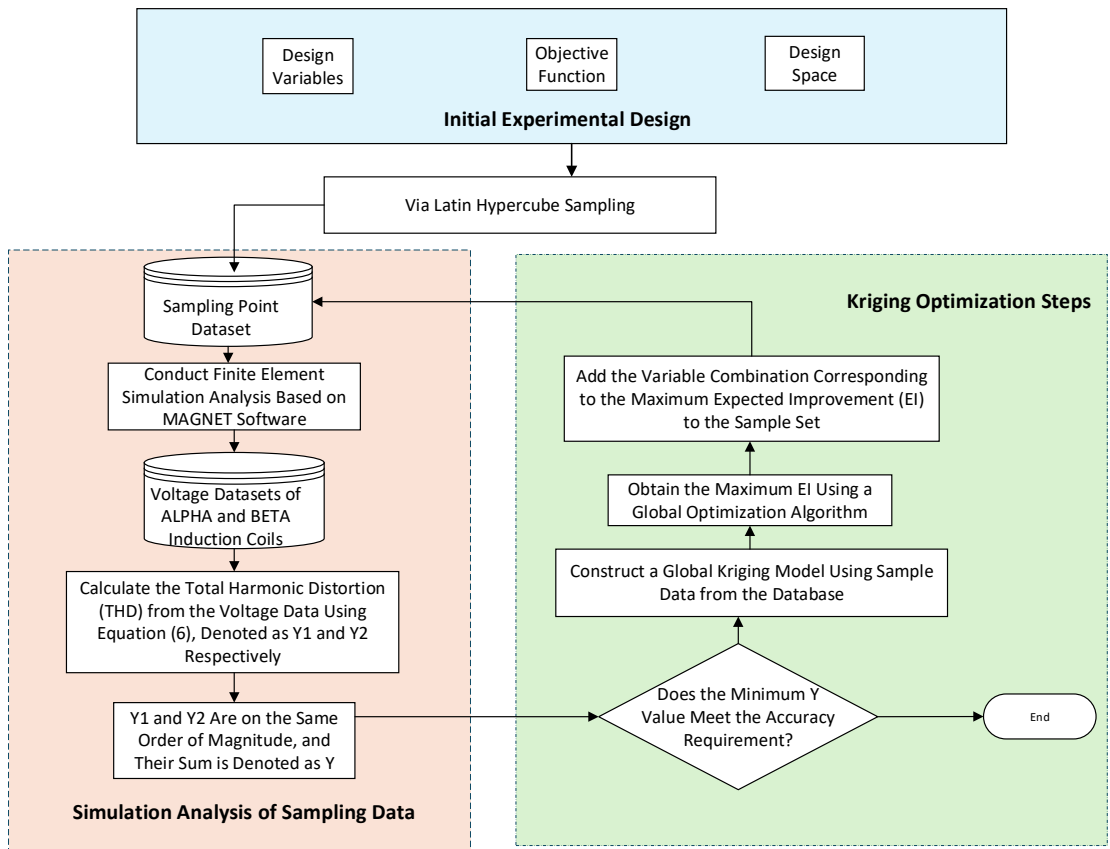 Design
Variables
Objective
Function
Design
Space
Initial Experimental Design
Via Latin Hypercube Sampling
Sampling Point
Dataset
Conduct Finite Element
Simulation Analysis Based on
MAGNET Software
Voltage Datasets of
ALPHA and BETA
Induction Coils
Calculate the Total Harmonic Distortion
(THD) from the Voltage Data Using
Equation (6), Denoted as Y1 and Y2
Respectively
Y1 and Y2 Are on the Same
Order of Magnitude, and
Their Sum is Denoted as Y
Simulation Analysis of Sampling Data
Kriging Optimization Steps
Add the Variable Combination Corresponding
to the Maximum Expected Improvement (EI)
to the Sample Set
Obtain the Maximum EI Using a
Global Optimization Algorithm
Construct a Global Kriging Model Using Sample
Data from the Database
Does the Minimum Y
Value Meet the Accuracy
Requirement?
End